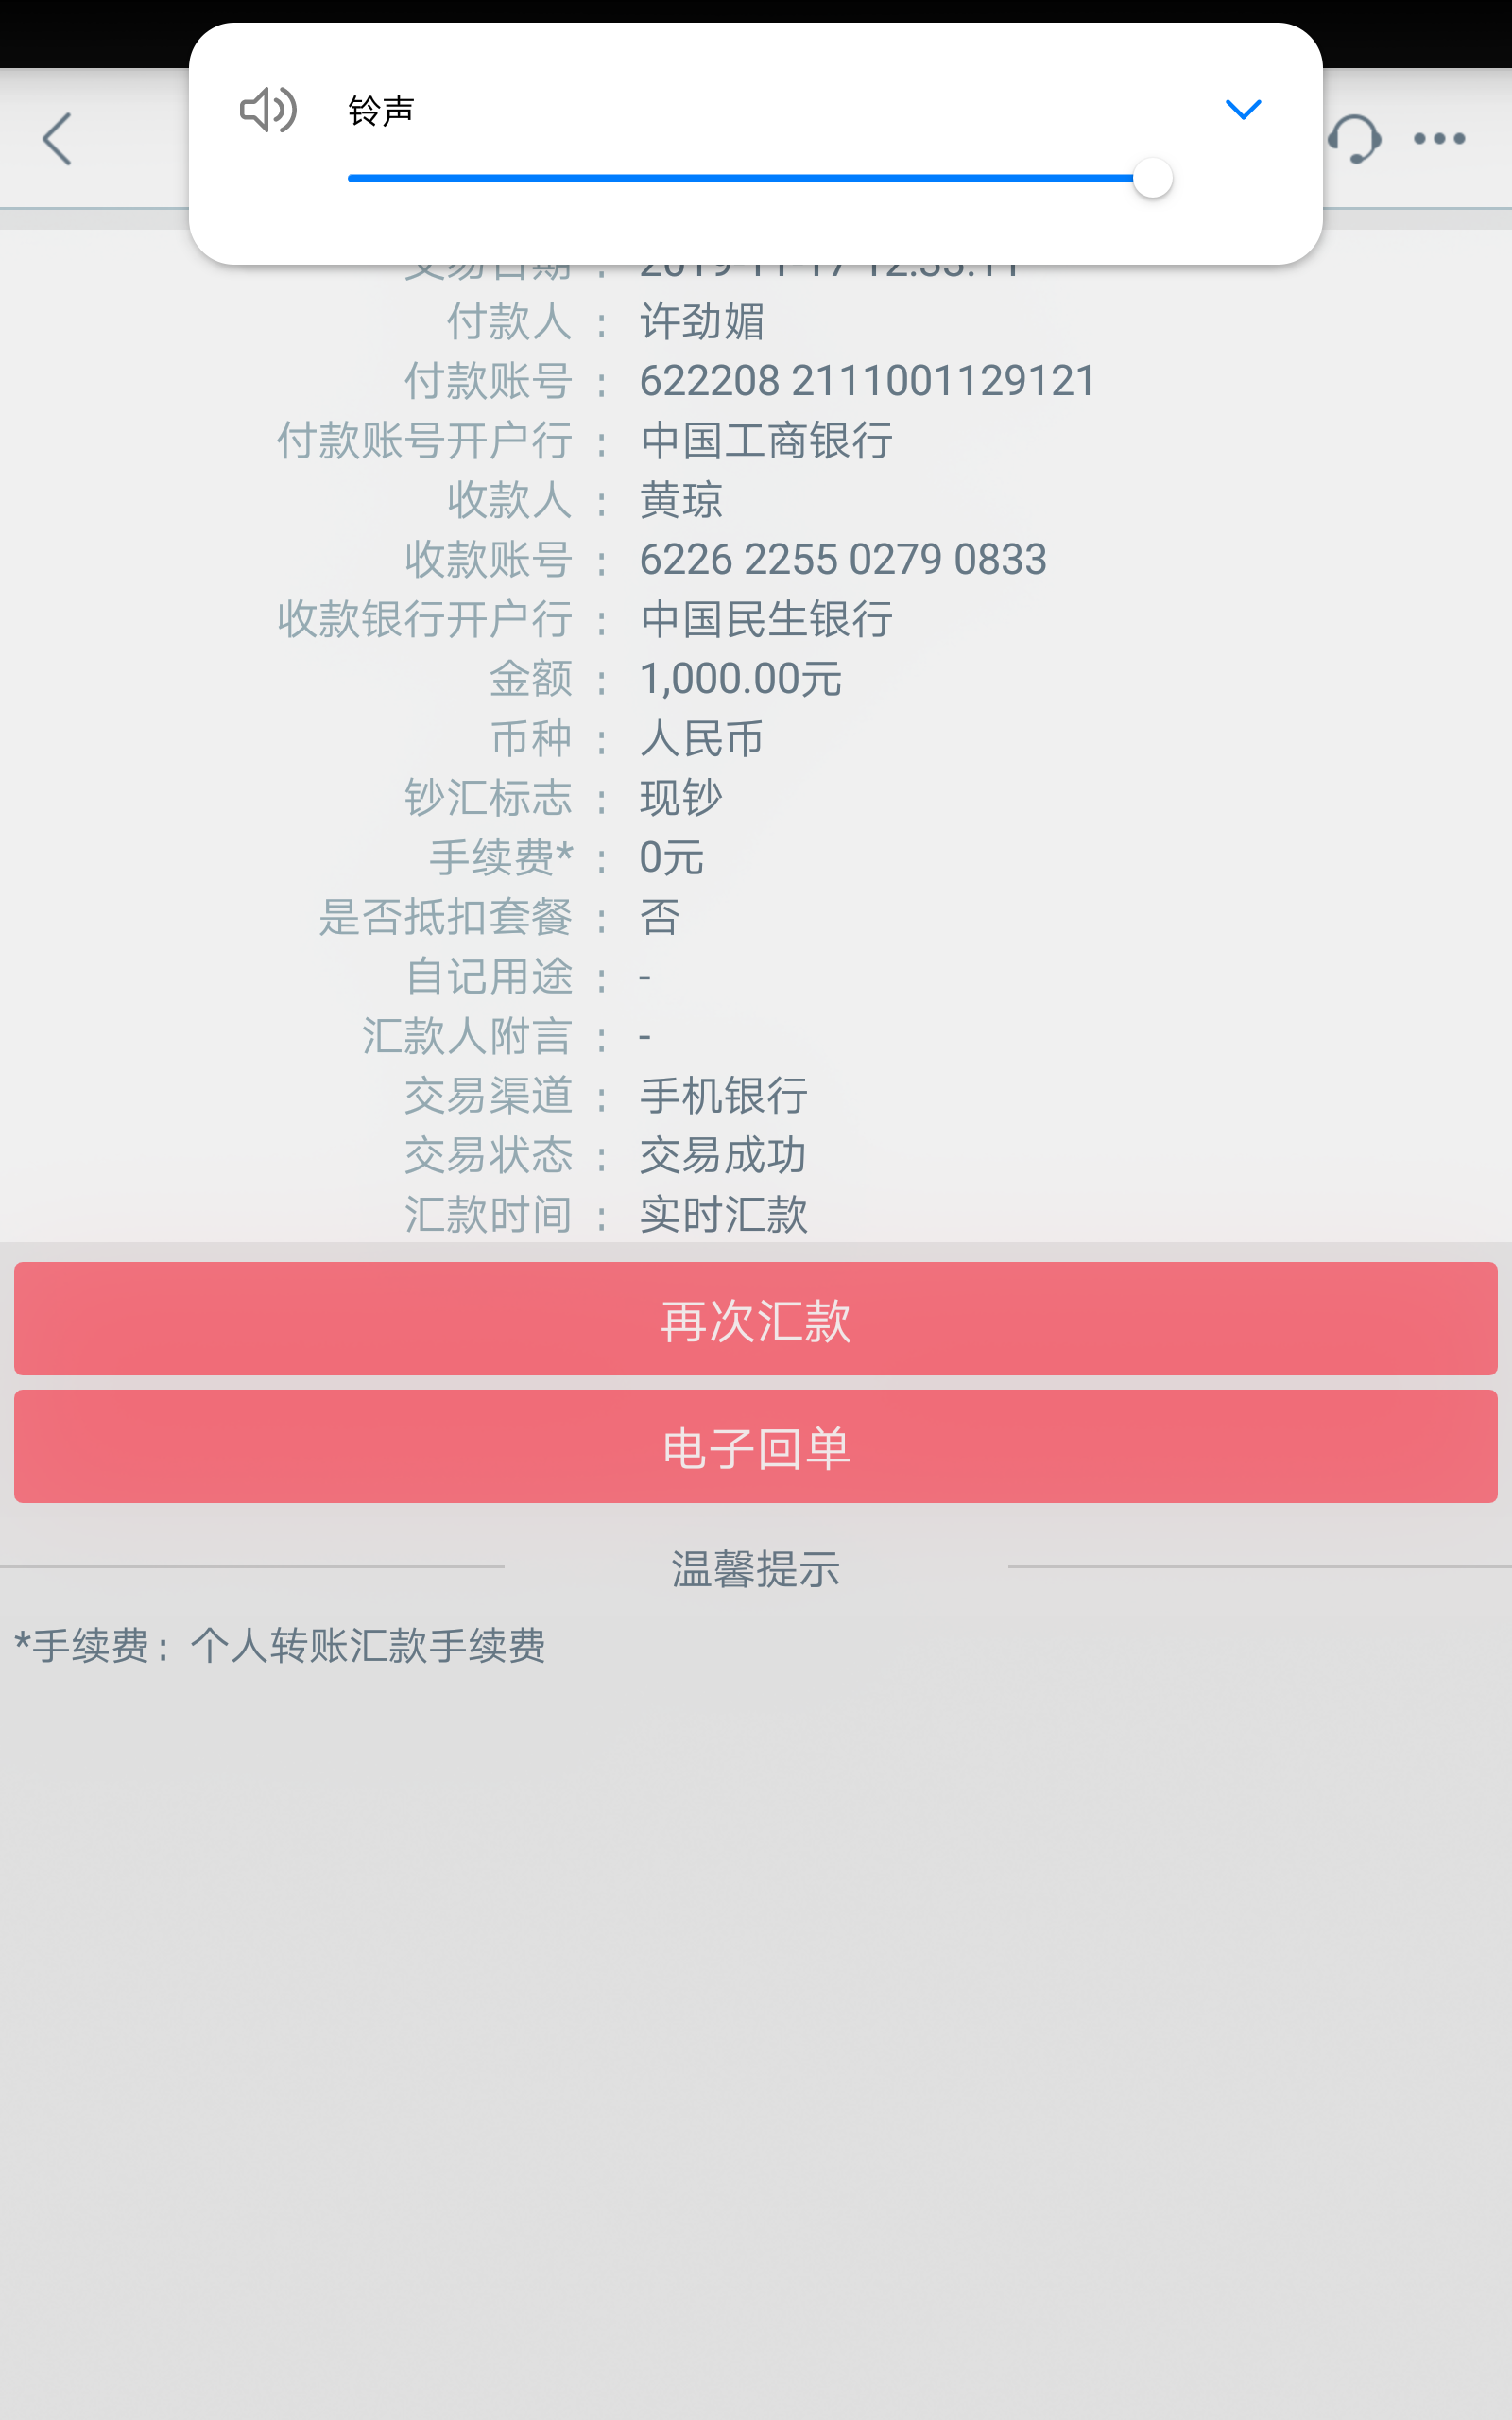 铃声
付款人 : 许劲媚
付款账号 : 622208 2111001129121
付款账号开户行 : 中国工商银行
收款人 : 黄琼
收款账号 : 6226 2255 0279 0833
收款银行开户行 : 中国民生银行
金额 : 1,000.00元
币种 : 人民币
钞汇标志 : 现钞
手续费* : 0元
是否抵扣套餐 : 否
自记用途 : -
汇款人附言 : -
交易渠道 : 手机银行
交易状态 : 交易成功
汇款时间 : 实时汇款
再次汇款
电子回单
温馨提示
*手续费: 个人转账汇款手续费